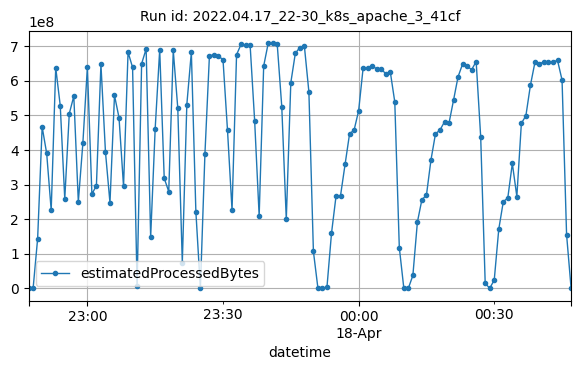 Run id: 2022.04.17_22-30_k8s_apache_3_41cf
1e8
7
6
5
4
3
2
1
0
estimatedProcessedBytes
23:00
23:30
00:00
00:30
18-Apr
datetime